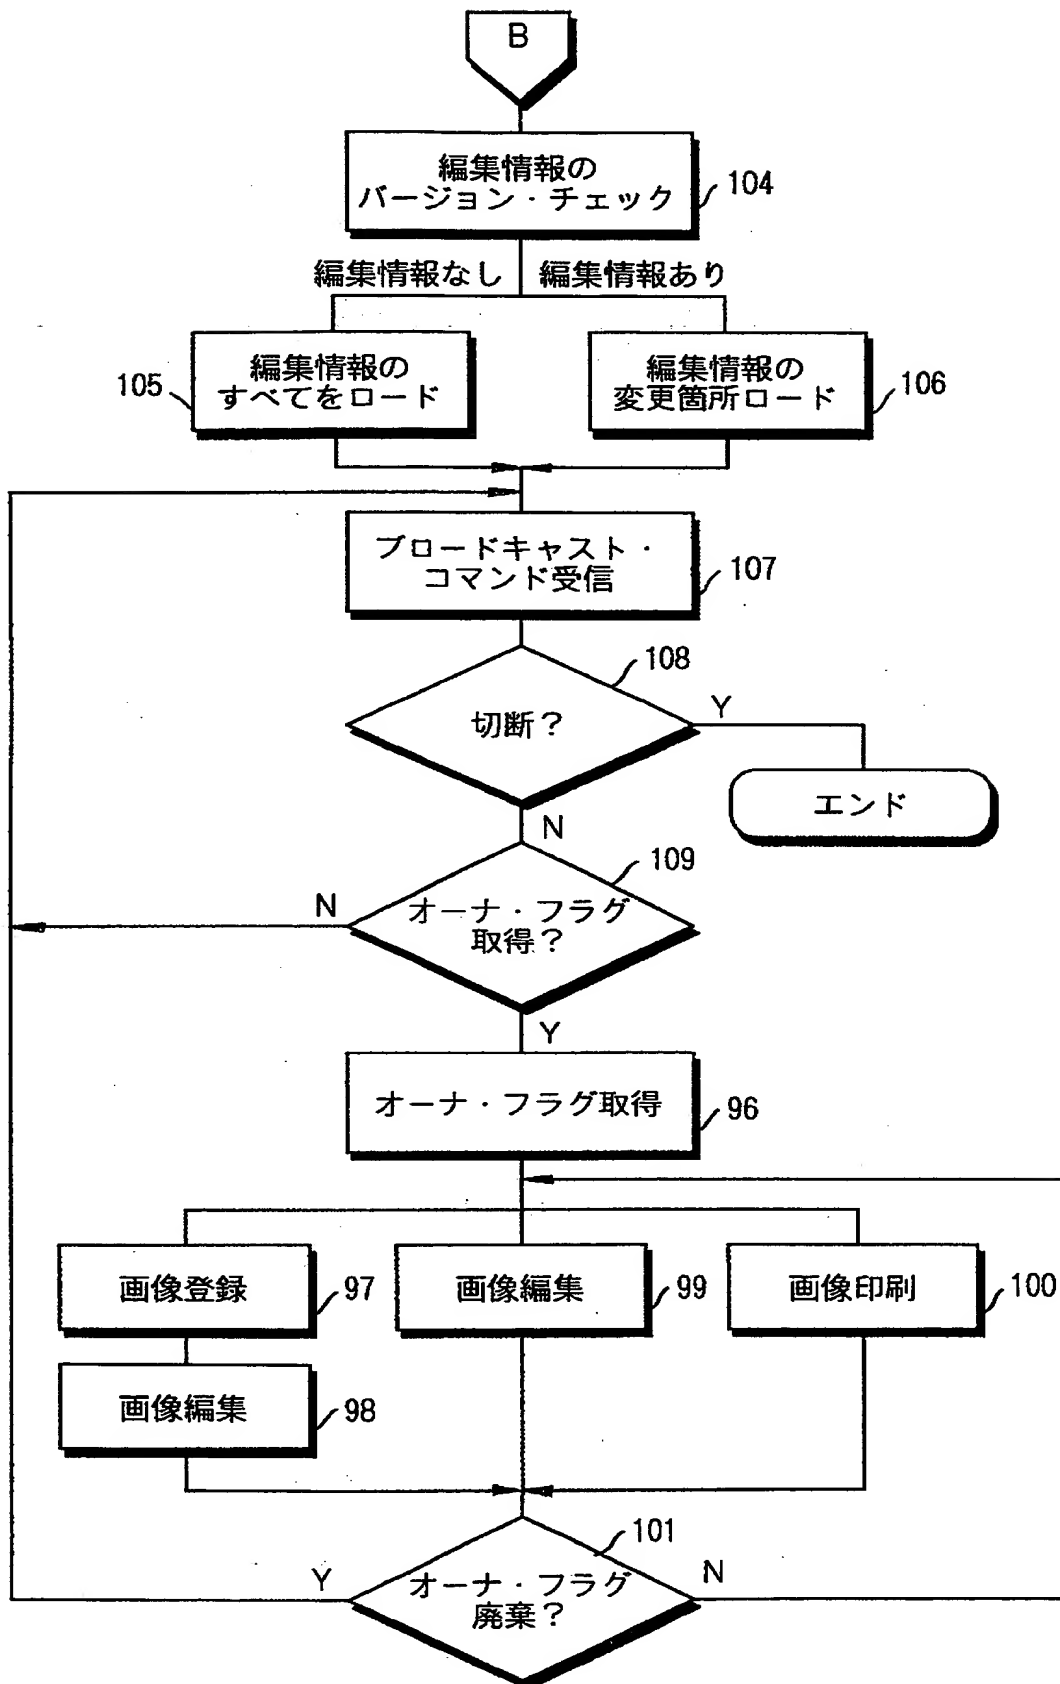 B
編集情報の
バージョン・チェック
104
編集情報なし
編集情報あり
編集情報の
すべてをロード
105
編集情報の
変更箇所ロード
106
ブロードキャスト・
コマンド受信
107
切断?
108
Y
エンド
N
オーナ・フラグ
取得?
109
N
Y
オーナ・フラグ取得
96
画像登録
97
画像編集
99
画像印刷
100
画像編集
98
オーナ・フラグ
廃棄?
101
Y
N